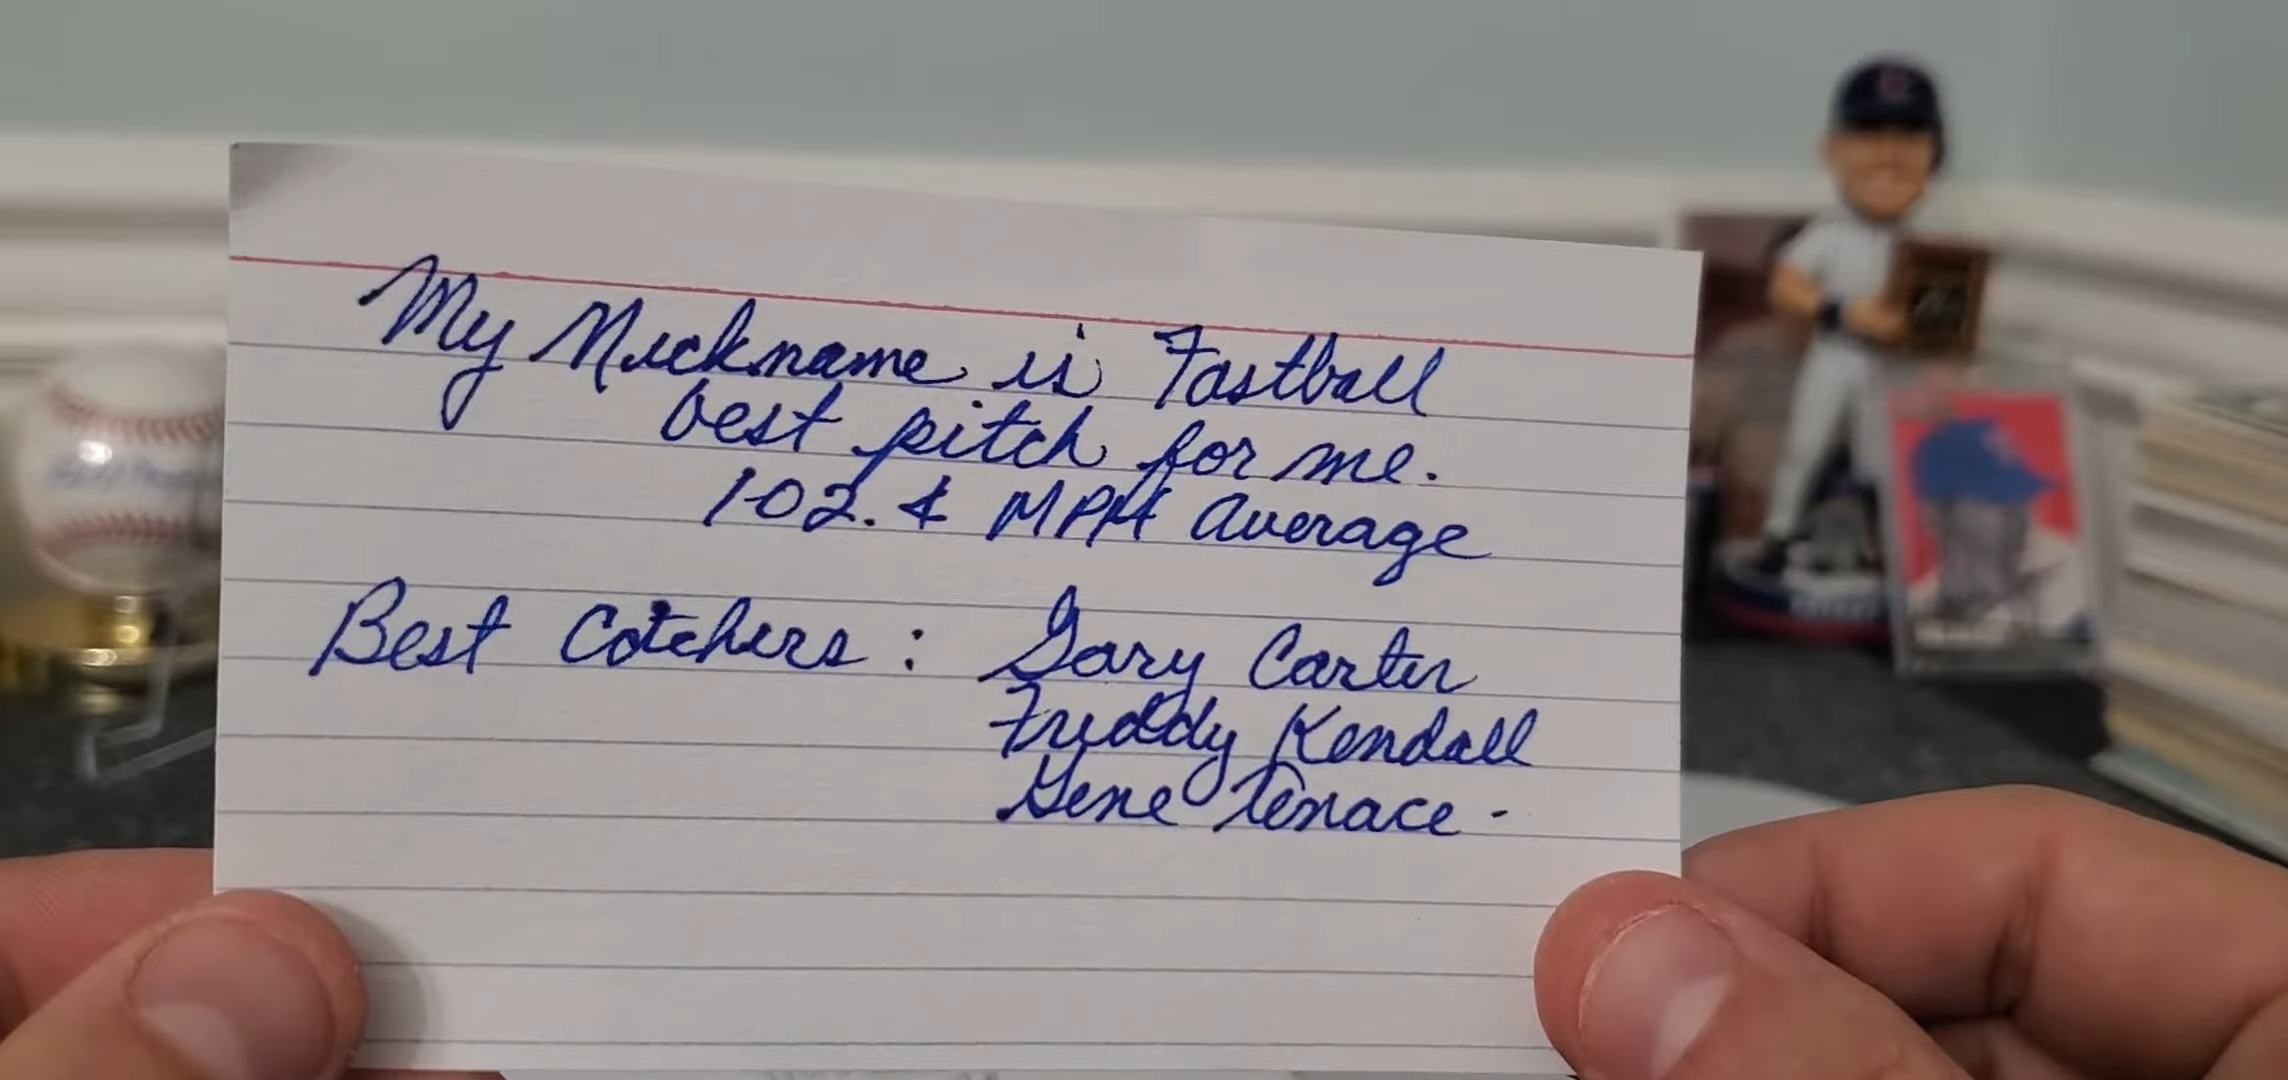 My Nickname is Fastball
best pitch for me.
102.4 MPH average
Best Catchers : Gary Carter
Freddy Kendall
Gene Tenace -